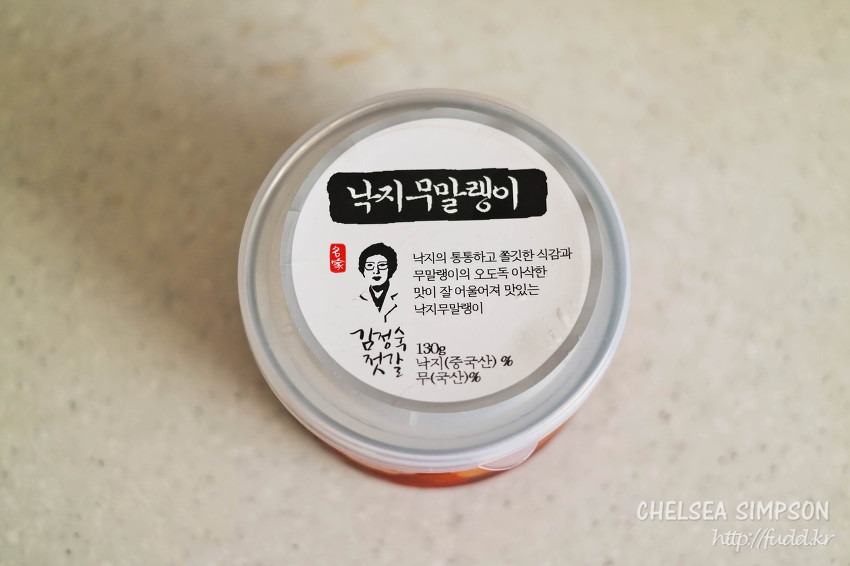 낙지무말랭이
名家
낙지의 통통하고 쫄깃한 식감과
무말랭이의 오도독 아삭한
맛이 잘 어울어져 맛있는
낙지무말랭이
김정숙
젓갈
130g
낙지(중국산) %
무(국산)%
CHELSEA SIMPSON
http://fudd.kr